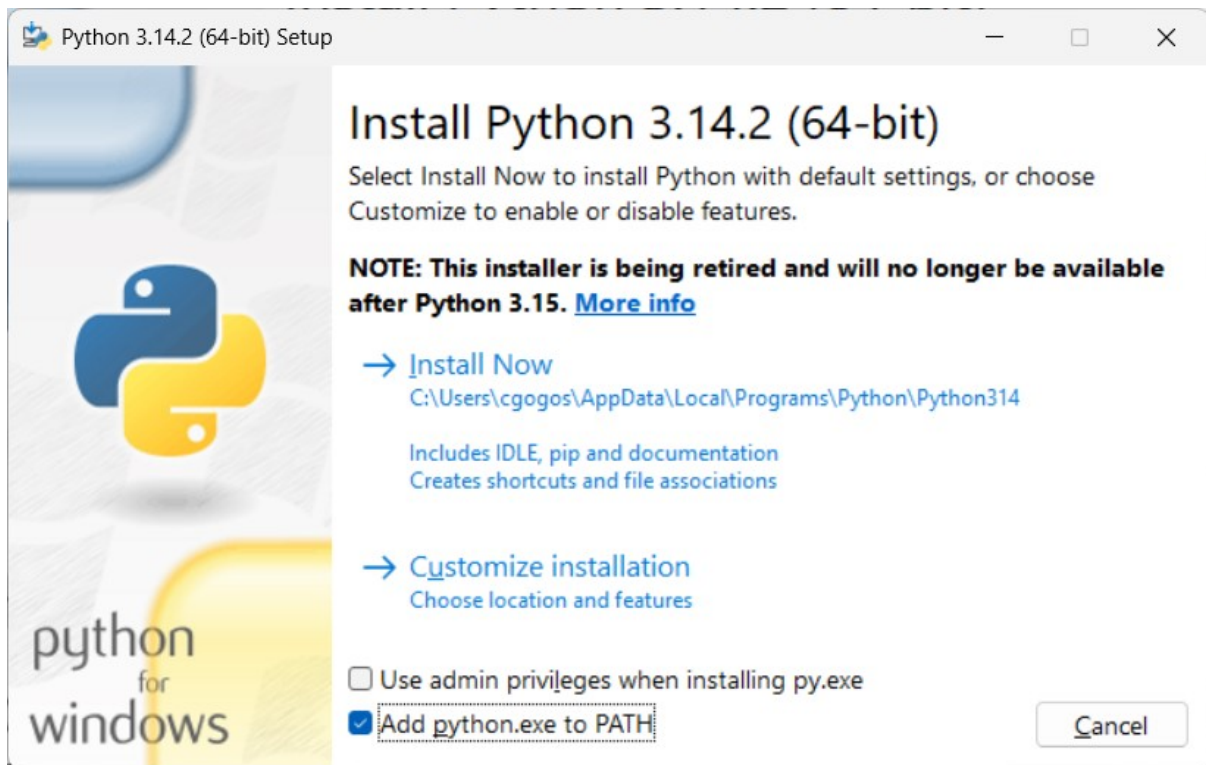 Python 3.14.2 (64-bit) Setup
Install Python 3.14.2 (64-bit)
Select Install Now to install Python with default settings, or choose
Customize to enable or disable features.
NOTE: This installer is being retired and will no longer be available
after Python 3.15. More info
→ Install Now
C:\Users\cgogos\AppData\Local\Programs\Python\Python314
Includes IDLE, pip and documentation
Creates shortcuts and file associations
→ Customize installation
Choose location and features
python
for
windows
Use admin privileges when installing py.exe
Add python.exe to PATH
Cancel